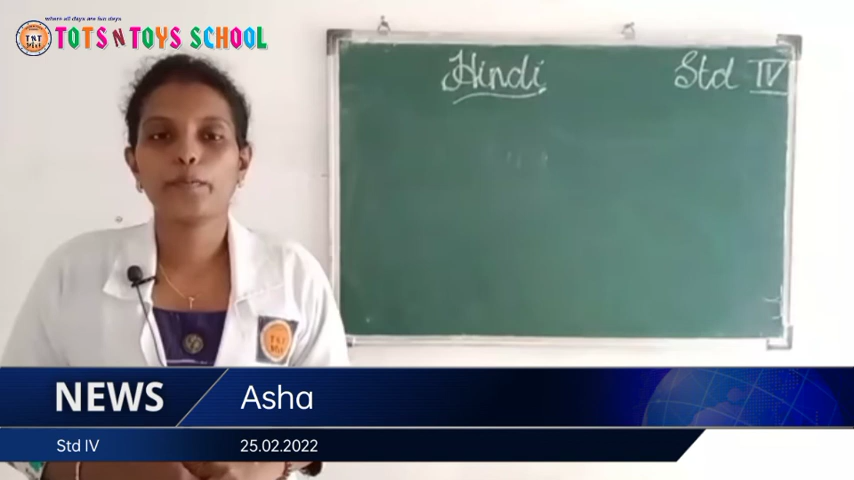 where all days are fun days
TOTS N TOYS SCHOOL
Hindi
Std IV
NEWS
Asha
Std IV
25.02.2022